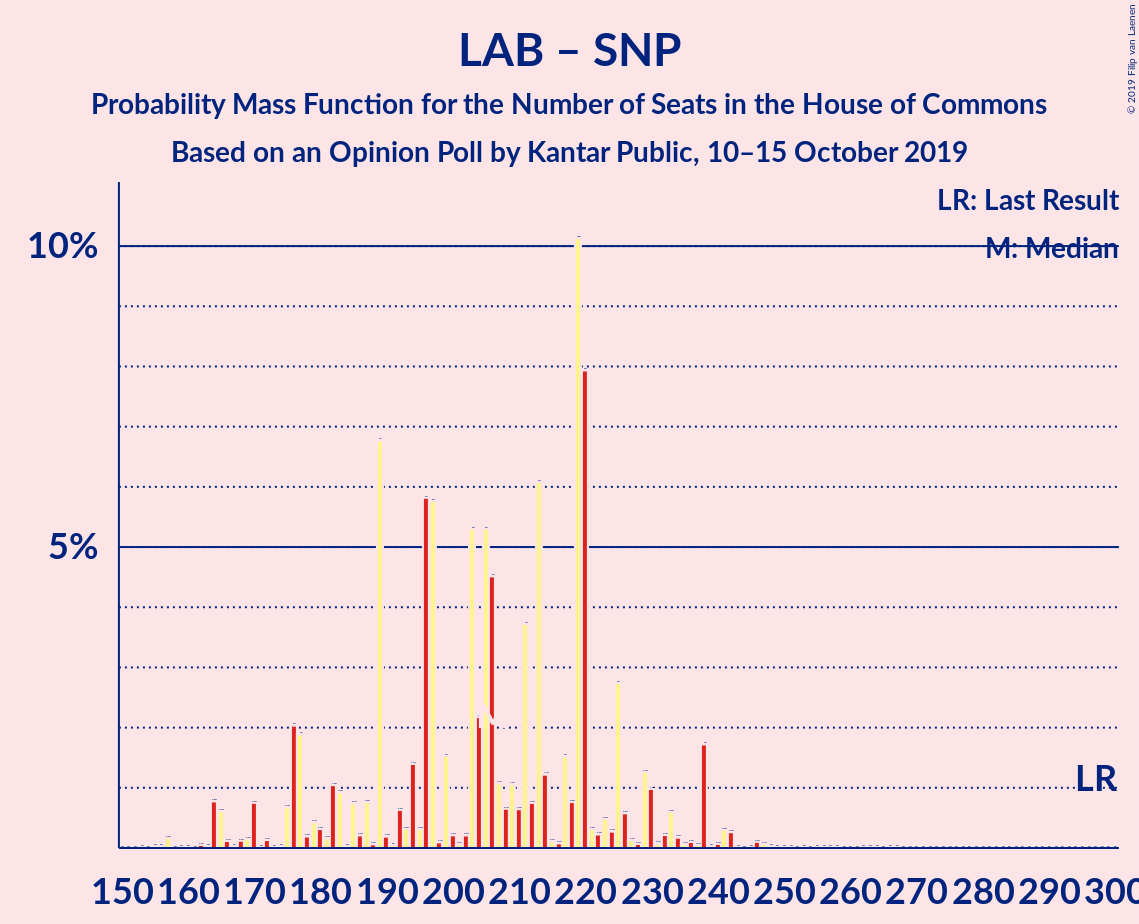 LAB – SNP
Probability Mass Function for the Number of Seats in the House of Commons
Based on an Opinion Poll by Kantar Public, 10–15 October 2019
© 2019 Filip van Laenen
LR: Last Result
M: Median
10%
5%
LR
150 160 170 180 190 200 210 220 230 240 250 260 270 280 290 300